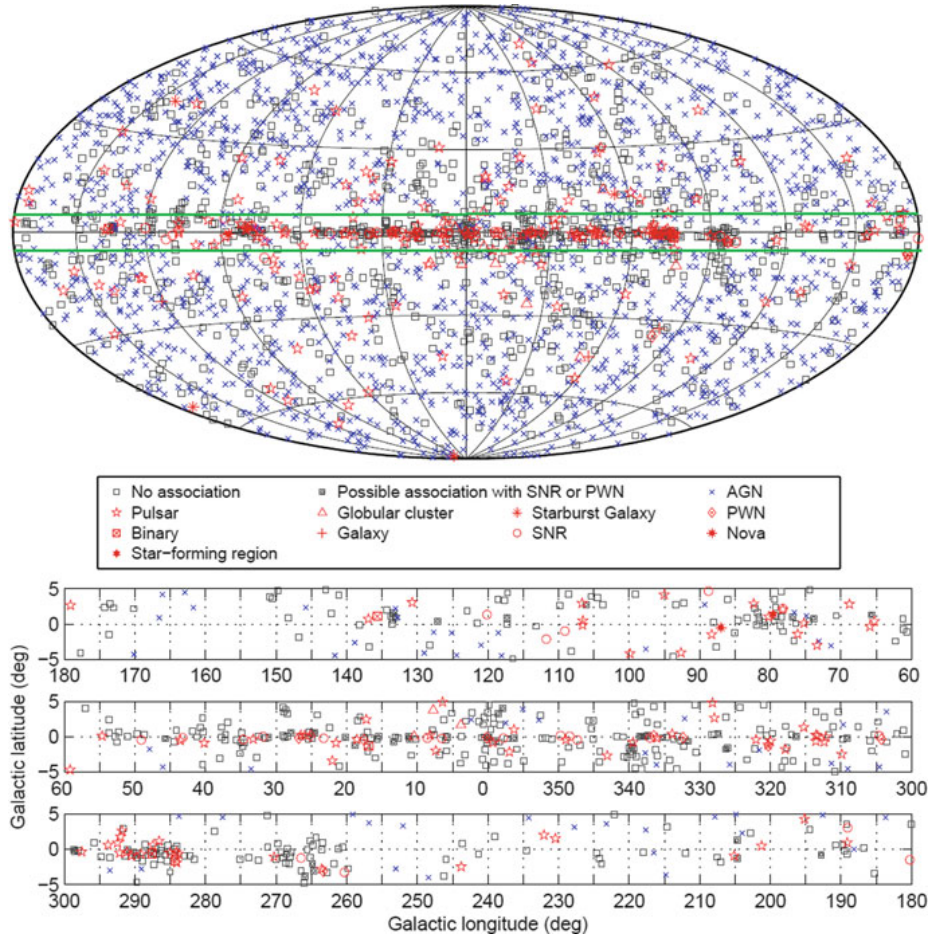 No association
Possible association with SNR or PWN
AGN
Pulsar
Globular cluster
Starburst Galaxy
PWN
Binary
Galaxy
SNR
Nova
Star-forming region
5
0
-5
180 170 160 150 140 130 120 110 100 90 80 70 60
5
0
-5
60 50 40 30 20 10 0 350 340 330 320 310 300
5
0
-5
300 290 280 270 260 250 240 230 220 210 200 190 180
Galactic latitude (deg)
Galactic longitude (deg)